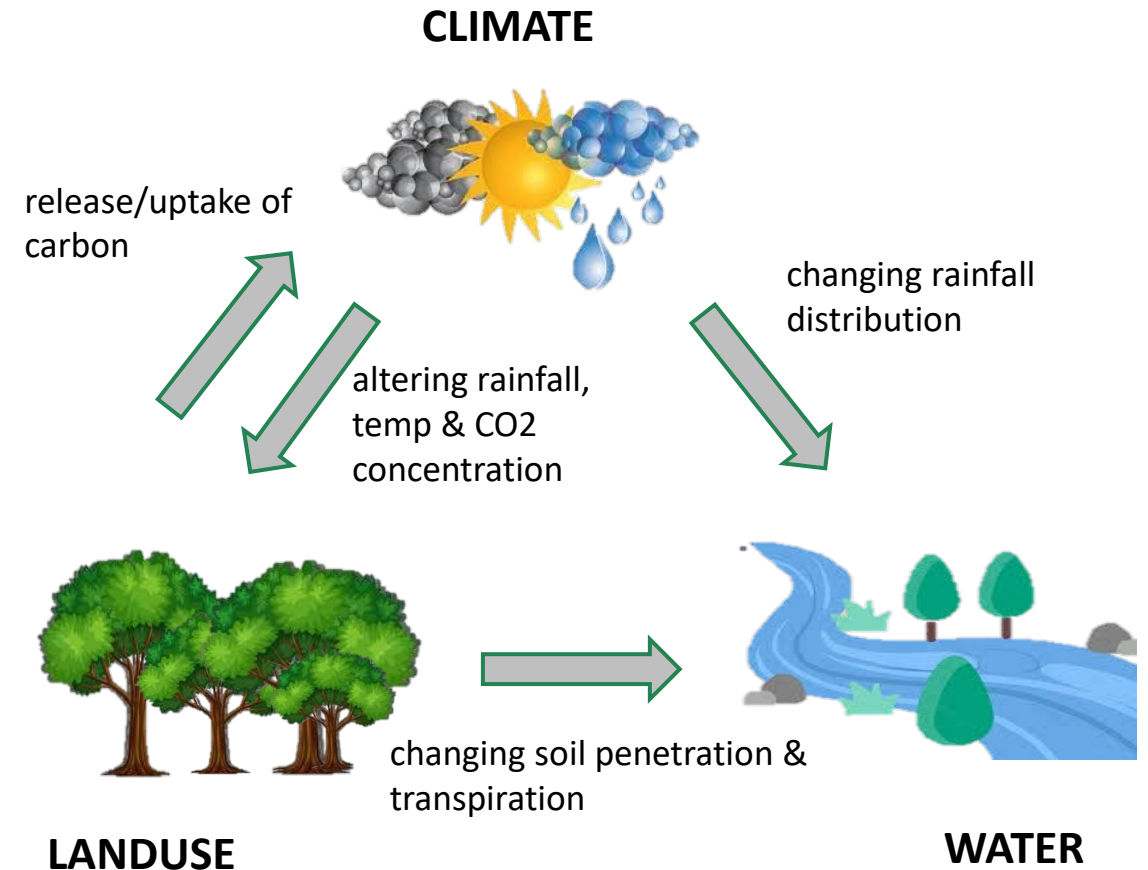 CLIMATE
release/uptake of
carbon
changing rainfall
distribution
altering rainfall,
temp & CO2
concentration
changing soil penetration &
transpiration
LANDUSE
WATER